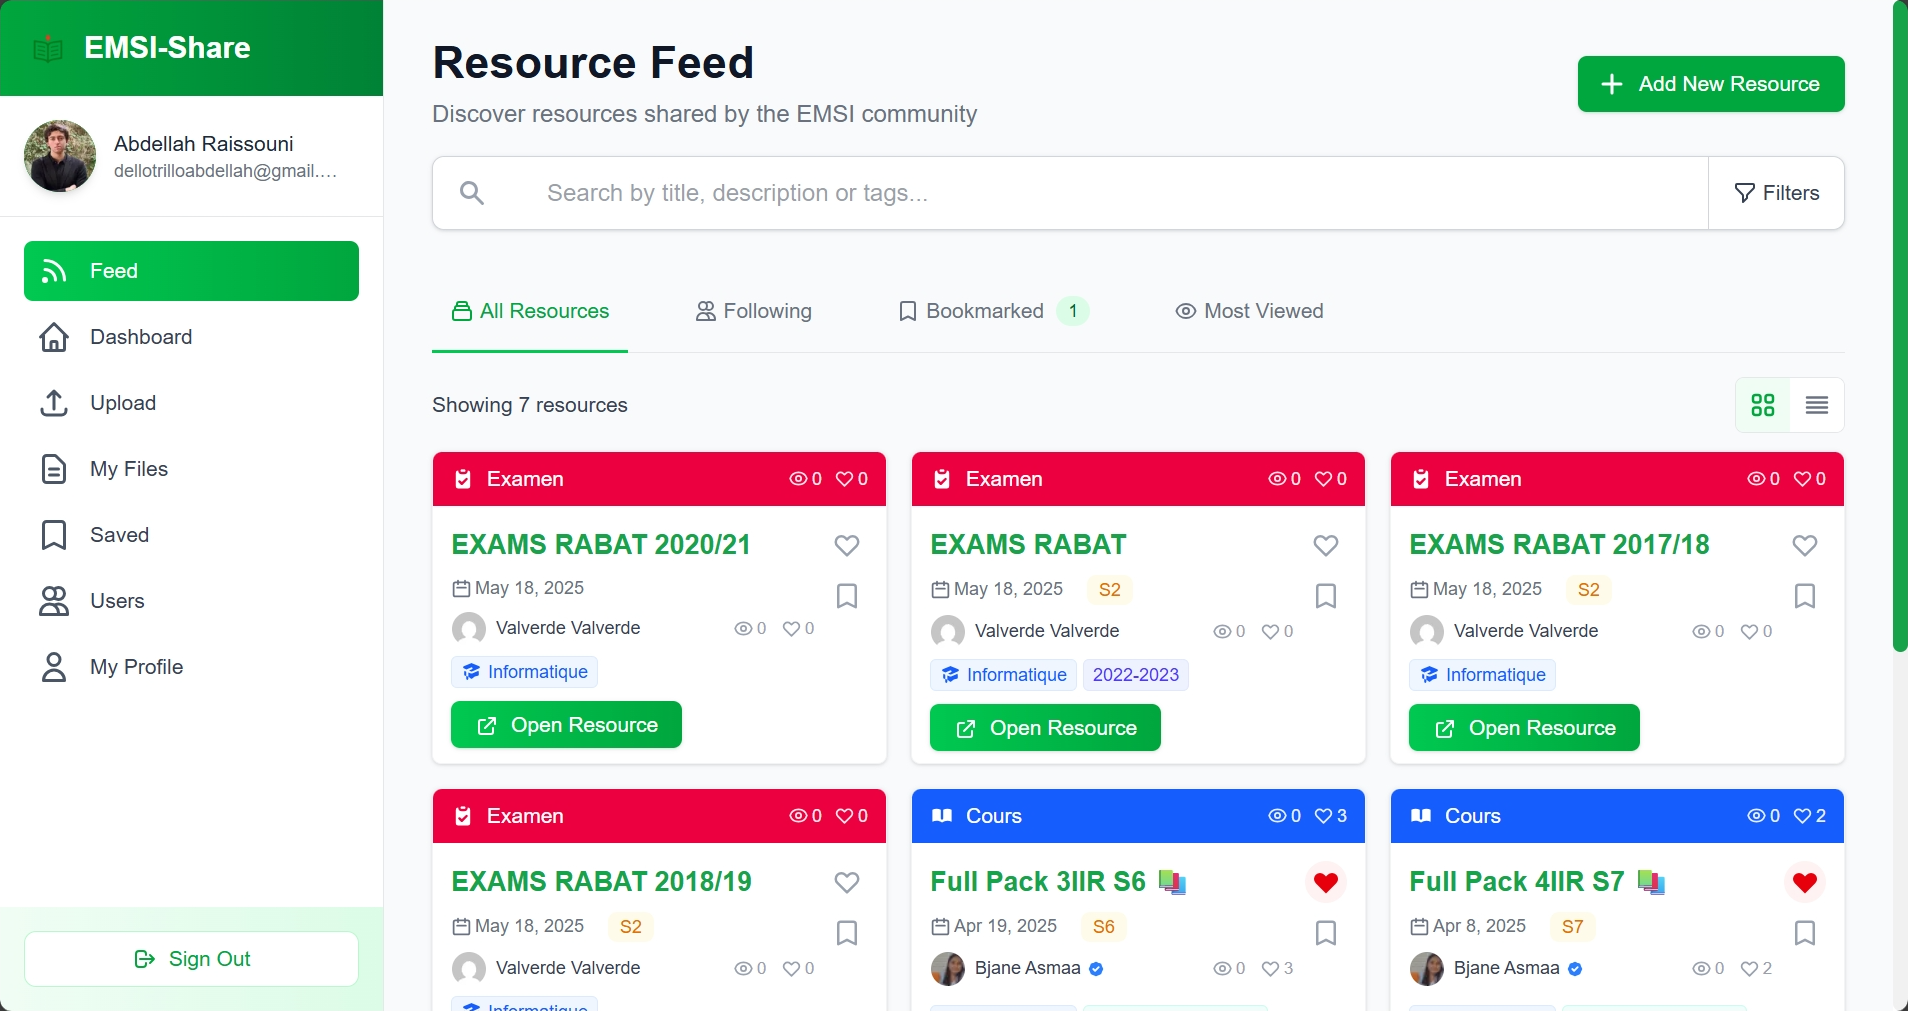 EMSI-Share
Abdellah Raissouni
dellotrilloabdellah@gmail....
Feed
Dashboard
Upload
My Files
Saved
Users
My Profile
Sign Out
Resource Feed
Discover resources shared by the EMSI community
Add New Resource
Search by title, description or tags...
Filters
All Resources
Following
Bookmarked 1
Most Viewed
Showing 7 resources
Examen 0 0
EXAMS RABAT 2020/21
May 18, 2025
Valverde Valverde 0 0
Informatique
Open Resource
Examen 0 0
EXAMS RABAT
May 18, 2025 S2
Valverde Valverde 0 0
Informatique 2022-2023
Open Resource
Examen 0 0
EXAMS RABAT 2017/18
May 18, 2025 S2
Valverde Valverde 0 0
Informatique
Open Resource
Examen 0 0
EXAMS RABAT 2018/19
May 18, 2025 S2
Valverde Valverde 0 0
Informatique
Cours 0 3
Full Pack 3IIR S6
Apr 19, 2025 S6
Bjane Asmaa 0 3
Cours 0 2
Full Pack 4IIR S7
Apr 8, 2025 S7
Bjane Asmaa 0 2